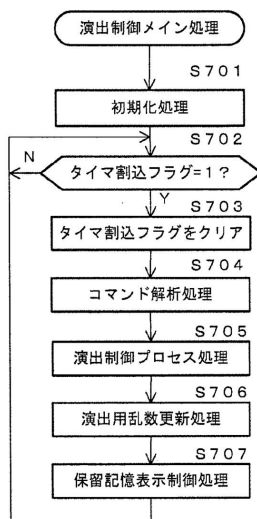 演出制御メイン処理
S701
初期化処理
S702
N
タイマ割込フラグ=1?
Y
S703
タイマ割込フラグをクリア
S704
コマンド解析処理
S705
演出制御プロセス処理
S706
演出用乱数更新処理
S707
保留記憶表示制御処理